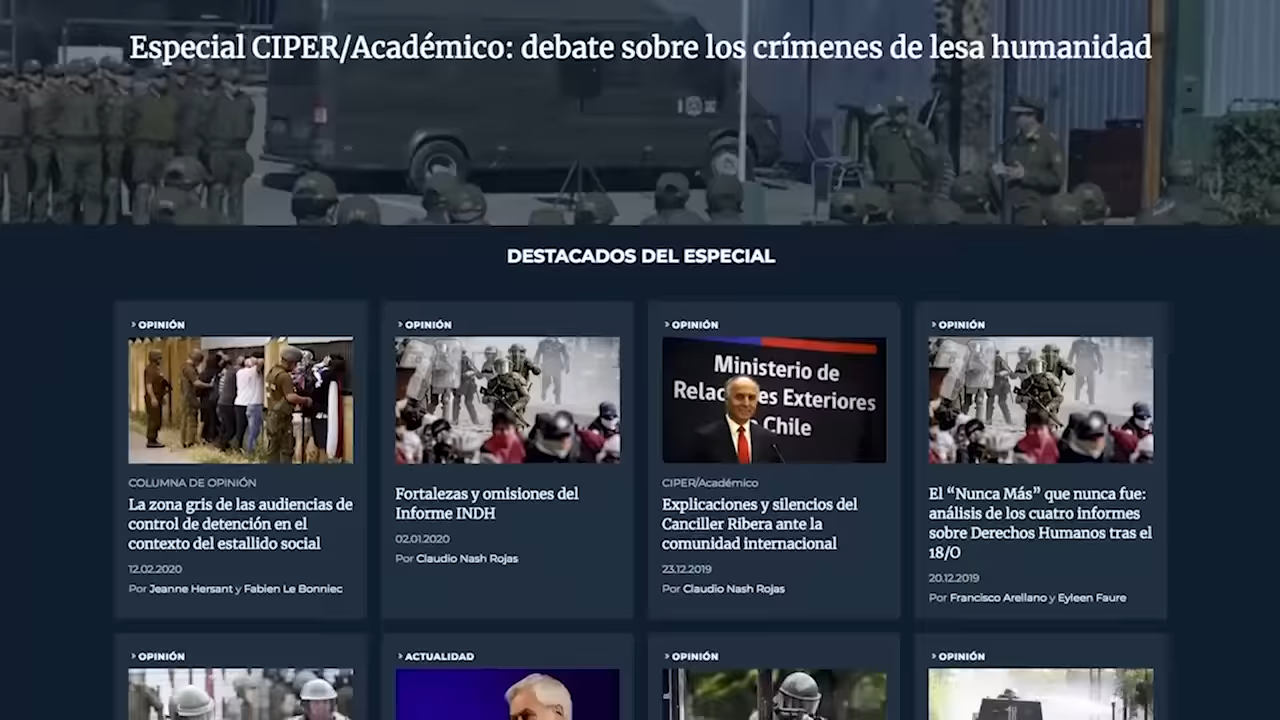 Especial CIPER/Académico: debate sobre los crímenes de lesa humanidad
DESTACADOS DEL ESPECIAL
› OPINIÓN
COLUMNA DE OPINIÓN
La zona gris de las audiencias de
control de detención en el
contexto del estallido social
12.02.2020
Por Jeanne Hersant y Fabien Le Bonniec
› OPINIÓN
Fortalezas y omisiones del
Informe INDH
02.01.2020
Por Claudio Nash Rojas
› OPINIÓN
Ministerio de
Relac es Exteriores
Chile
CIPER/Académico
Explicaciones y silencios del
Canciller Ribera ante la
comunidad internacional
23.12.2019
Por Claudio Nash Rojas
› OPINIÓN
El “Nunca Más” que nunca fue:
análisis de los cuatro informes
sobre Derechos Humanos tras el
18/O
20.12.2019
Por Francisco Arellano y Eyleen Faure
› OPINIÓN
› ACTUALIDAD
› OPINIÓN
› OPINIÓN